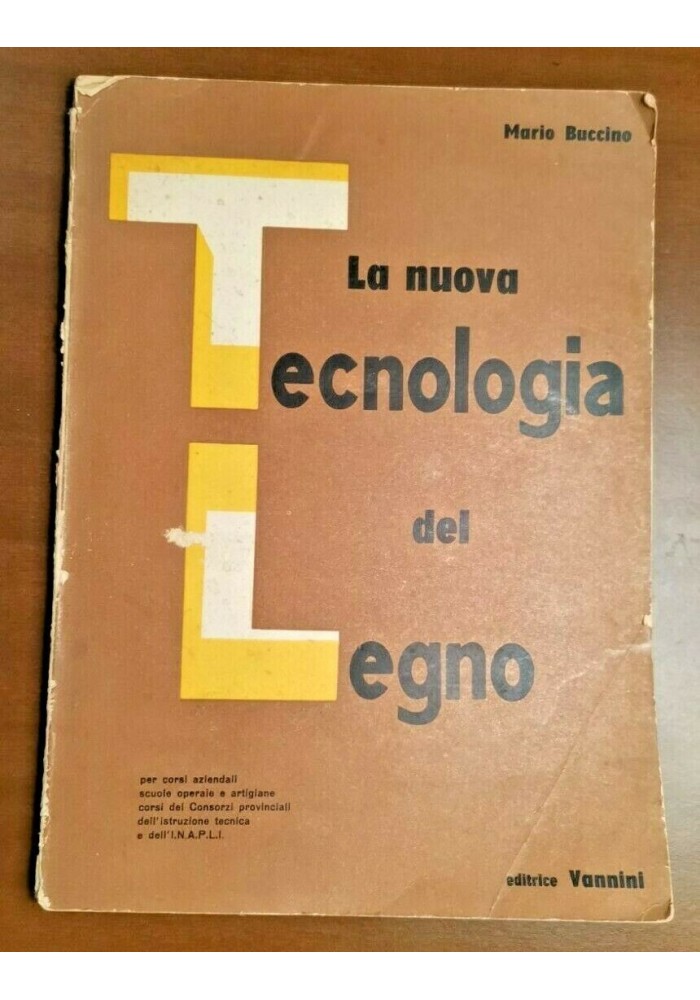 Mario Buccino
La nuova
Tecnologia
del
Legno
per corsi aziendali
scuole operaie e artigiane
corsi dei Consorzi provinciali
dell'istruzione tecnica
e dell'I.N.A.P.L.I.
editrice Vannini